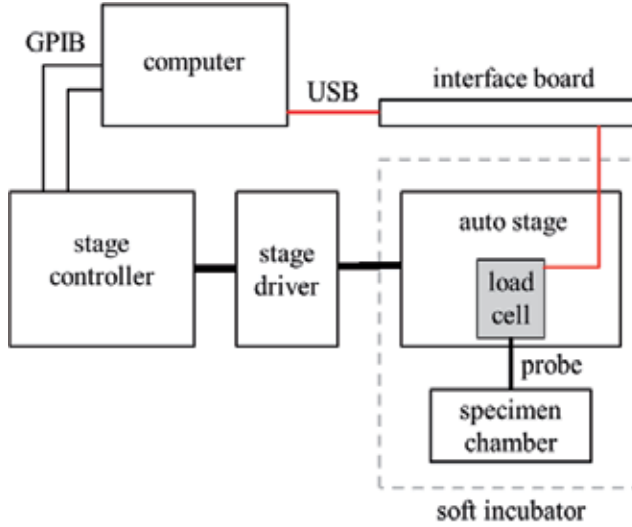 GPIB
computer
USB
interface board
stage
controller
stage
driver
auto stage
load
cell
probe
specimen
chamber
soft incubator